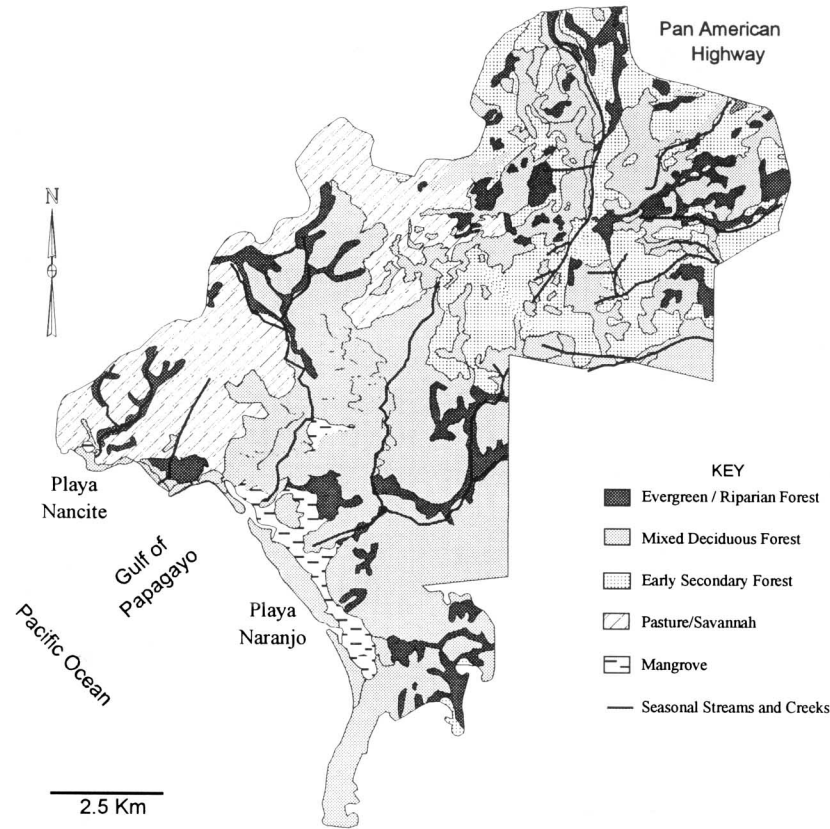 Pan American
Highway
N
Playa
Nancite
Gulf of
Papagayo
Pacific Ocean
Playa
Naranjo
KEY
Evergreen / Riparian Forest
Mixed Deciduous Forest
Early Secondary Forest
Pasture/Savannah
Mangrove
Seasonal Streams and Creeks
2.5 Km